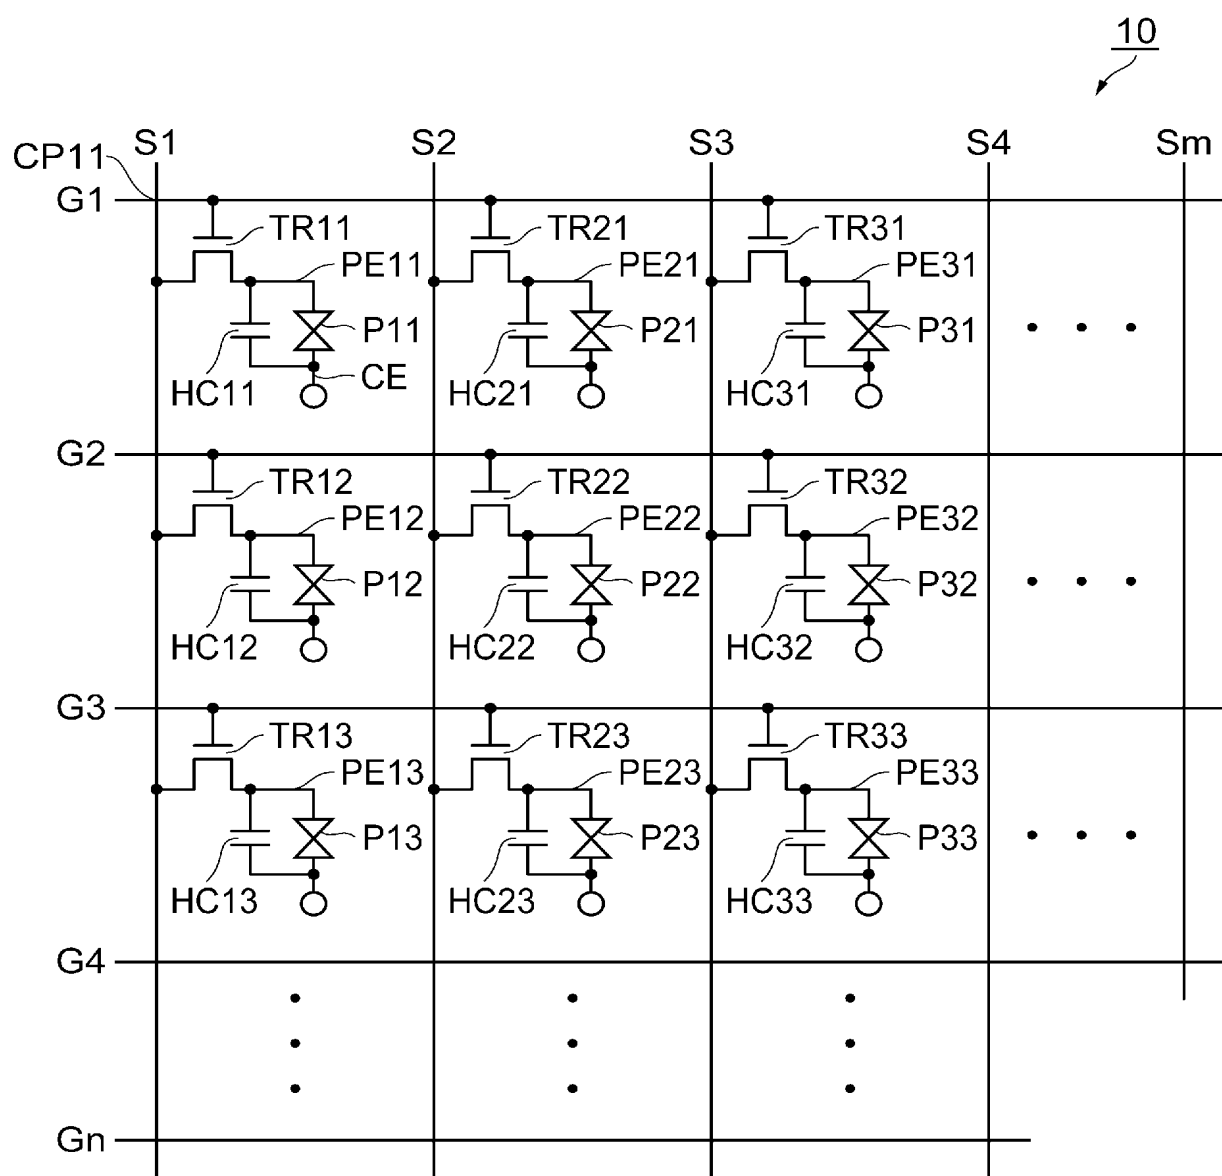 10
S1 S2 S3 S4 Sm
CP11
G1
TR11 TR21 TR31
PE11 PE21 PE31
P11 P21 P31
HC11 CE HC21 HC31
G2
TR12 TR22 TR32
PE12 PE22 PE32
P12 P22 P32
HC12 HC22 HC32
G3
TR13 TR23 TR33
PE13 PE23 PE33
P13 P23 P33
HC13 HC23 HC33
G4
Gn